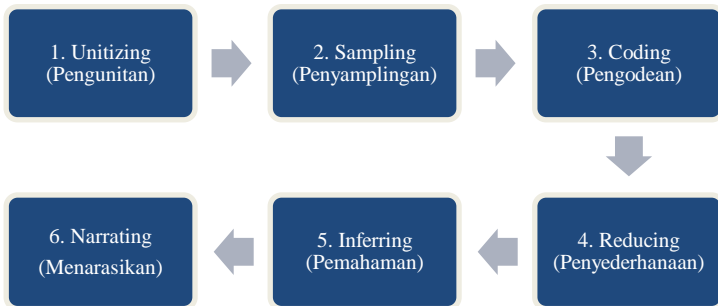 1. Unitizing
(Pengunitan)
2. Sampling
(Penyamplingan)
3. Coding
(Pengodean)
4. Reducing
(Penyederhanaan)
5. Inferring
(Pemahaman)
6. Narrating
(Menarasikan)